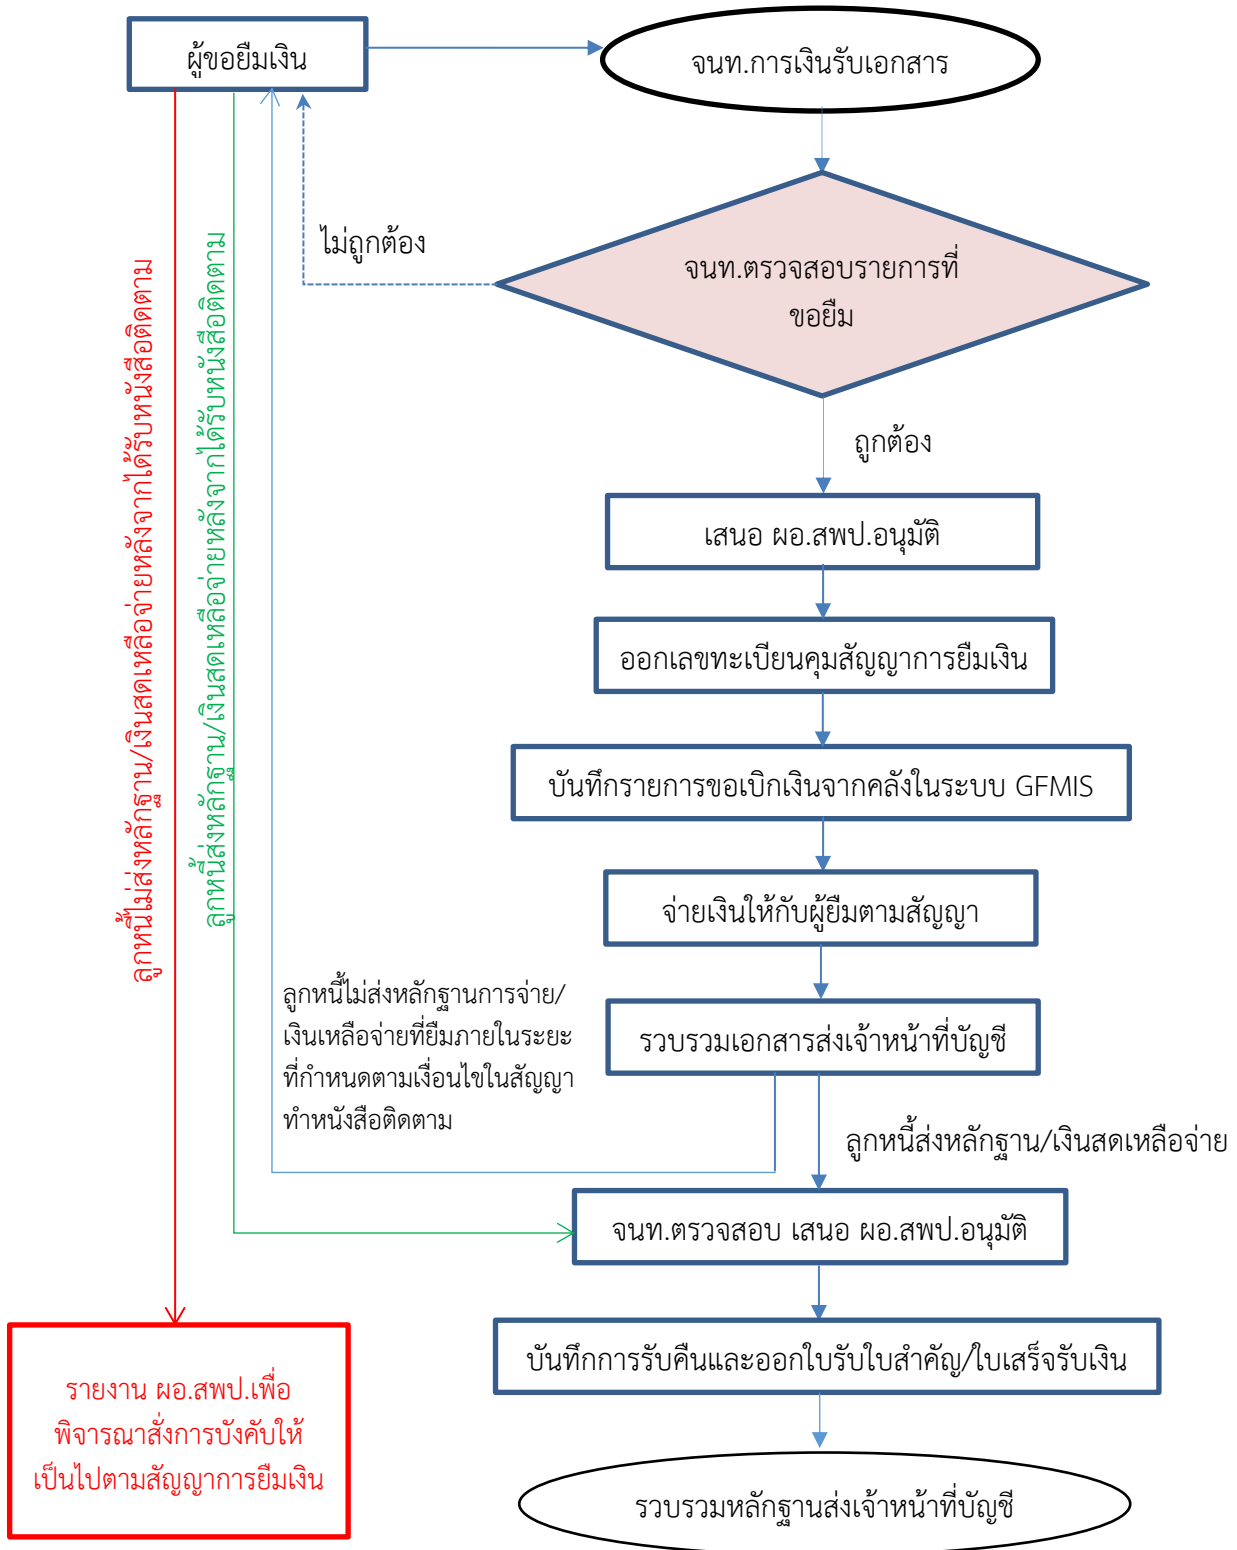 ผู้ขอยืมเงิน
จนท.การเงินรับเอกสาร
ไม่ถูกต้อง
จนท.ตรวจสอบรายการที่
ขอยืม
ถูกต้อง
เสนอ ผอ.สพป.อนุมัติ
ออกเลขทะเบียนคุมสัญญาการยืมเงิน
บันทึกรายการขอเบิกเงินจากคลังในระบบ GFMIS
จ่ายเงินให้กับผู้ยืมตามสัญญา
ลูกหนี้ไม่ส่งหลักฐาน/เงินสดเหลือจ่ายหลังจากได้รับหนังสือติดตาม
ลูกหนี้ส่งหลักฐาน/เงินสดเหลือจ่ายหลังจากได้รับหนังสือติดตาม
ลูกหนี้ไม่ส่งหลักฐานการจ่าย/
เงินเหลือจ่ายที่ยืมภายในระยะ
ที่กำหนดตามเงื่อนไขในสัญญา
ทำหนังสือติดตาม
รวบรวมเอกสารส่งเจ้าหน้าที่บัญชี
ลูกหนี้ส่งหลักฐาน/เงินสดเหลือจ่าย
จนท.ตรวจสอบ เสนอ ผอ.สพป.อนุมัติ
บันทึกการรับคืนและออกใบรับใบสำคัญ/ใบเสร็จรับเงิน
รายงาน ผอ.สพป.เพื่อ
พิจารณาสั่งการบังคับให้
เป็นไปตามสัญญาการยืมเงิน
รวบรวมหลักฐานส่งเจ้าหน้าที่บัญชี